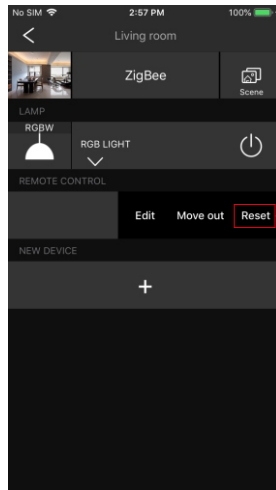 No SIM 2:57 PM 100%
Living room
ZigBee
Scene
LAMP
RGBW
RGB LIGHT
REMOTE CONTROL
Edit Move out Reset
NEW DEVICE
+